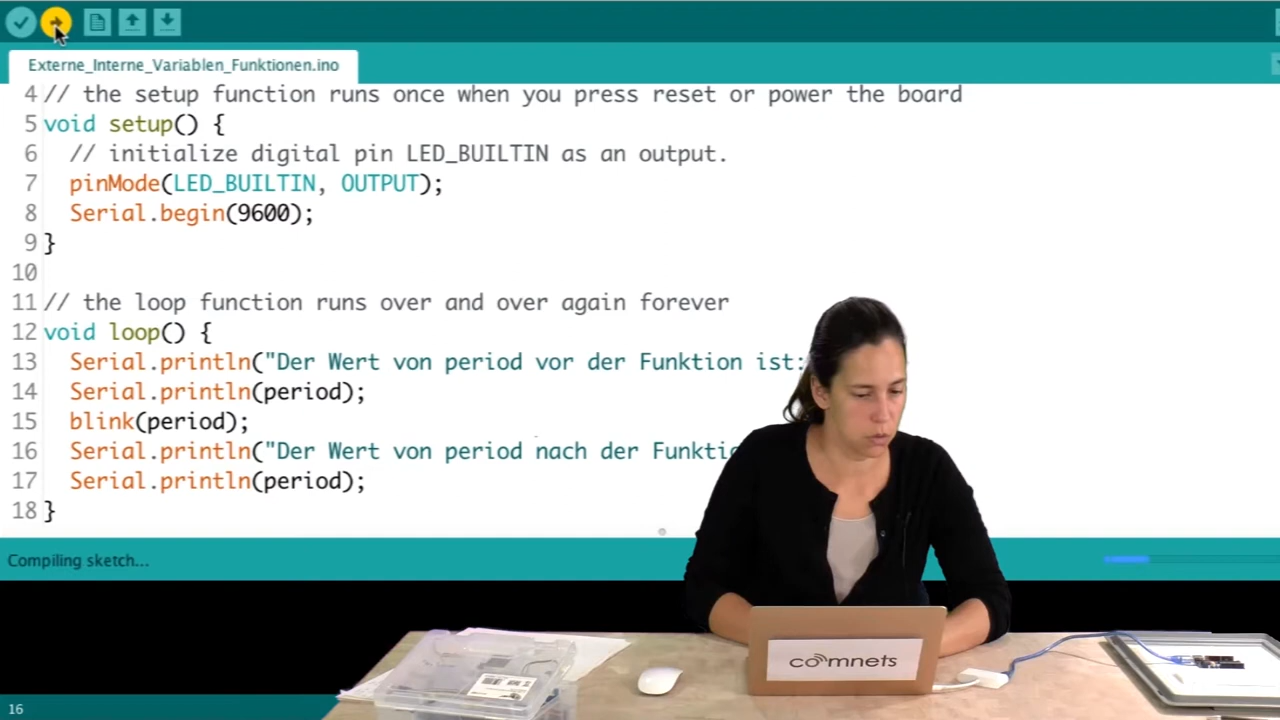 Externe_Interne_Variablen_Funktionen.ino
4 // the setup function runs once when you press reset or power the board
5 void setup() {
6 // initialize digital pin LED_BUILTIN as an output.
7 pinMode(LED_BUILTIN, OUTPUT);
8 Serial.begin(9600);
9 }
10
11 // the loop function runs over and over again forever
12 void loop() {
13 Serial.println("Der Wert von period vor der Funktion ist:
14 Serial.println(period);
15 blink(period);
16 Serial.println("Der Wert von period nach der
17 Serial.println(period);
18 }
Compiling sketch...
comnets
16